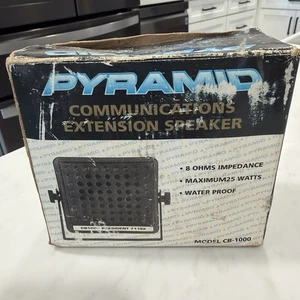 PYRAMID
COMMUNICATIONS
EXTENSION SPEAKER
• 8 OHMS IMPEDANCE
• MAXIMUM25 WATTS
• WATER PROOF
MODEL CB-1000